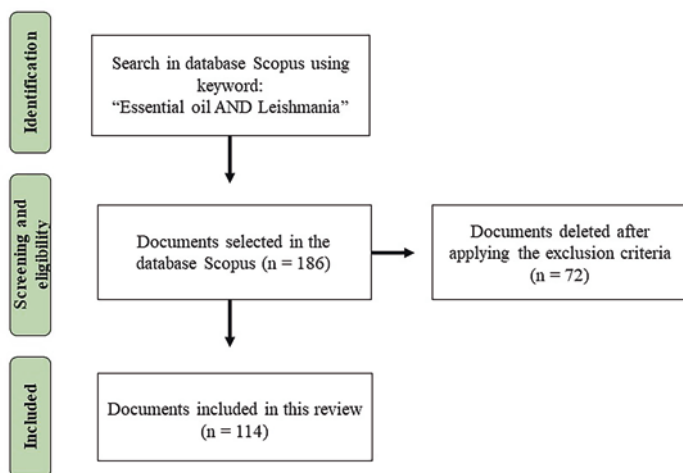 Identification
Search in database Scopus using
keyword:
“Essential oil AND Leishmania”
Screening and
eligibility
Documents selected in the
database Scopus (n = 186)
Documents deleted after
applying the exclusion criteria
(n = 72)
Included
Documents included in this review
(n = 114)